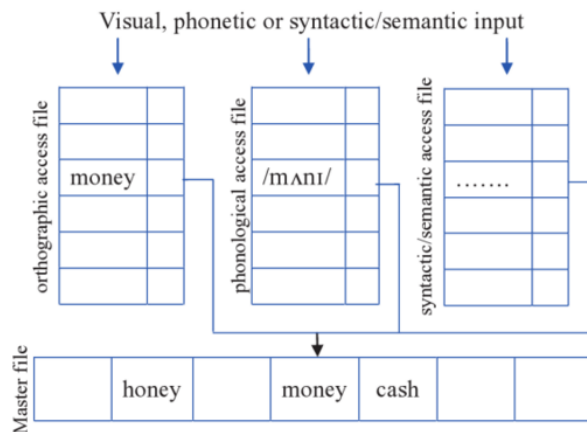 Visual, phonetic or syntactic/semantic input
orthographic access file
money
phonological access file
/mʌnɪ/
syntactic/semantic access file
.......
Master file
honey
money
cash